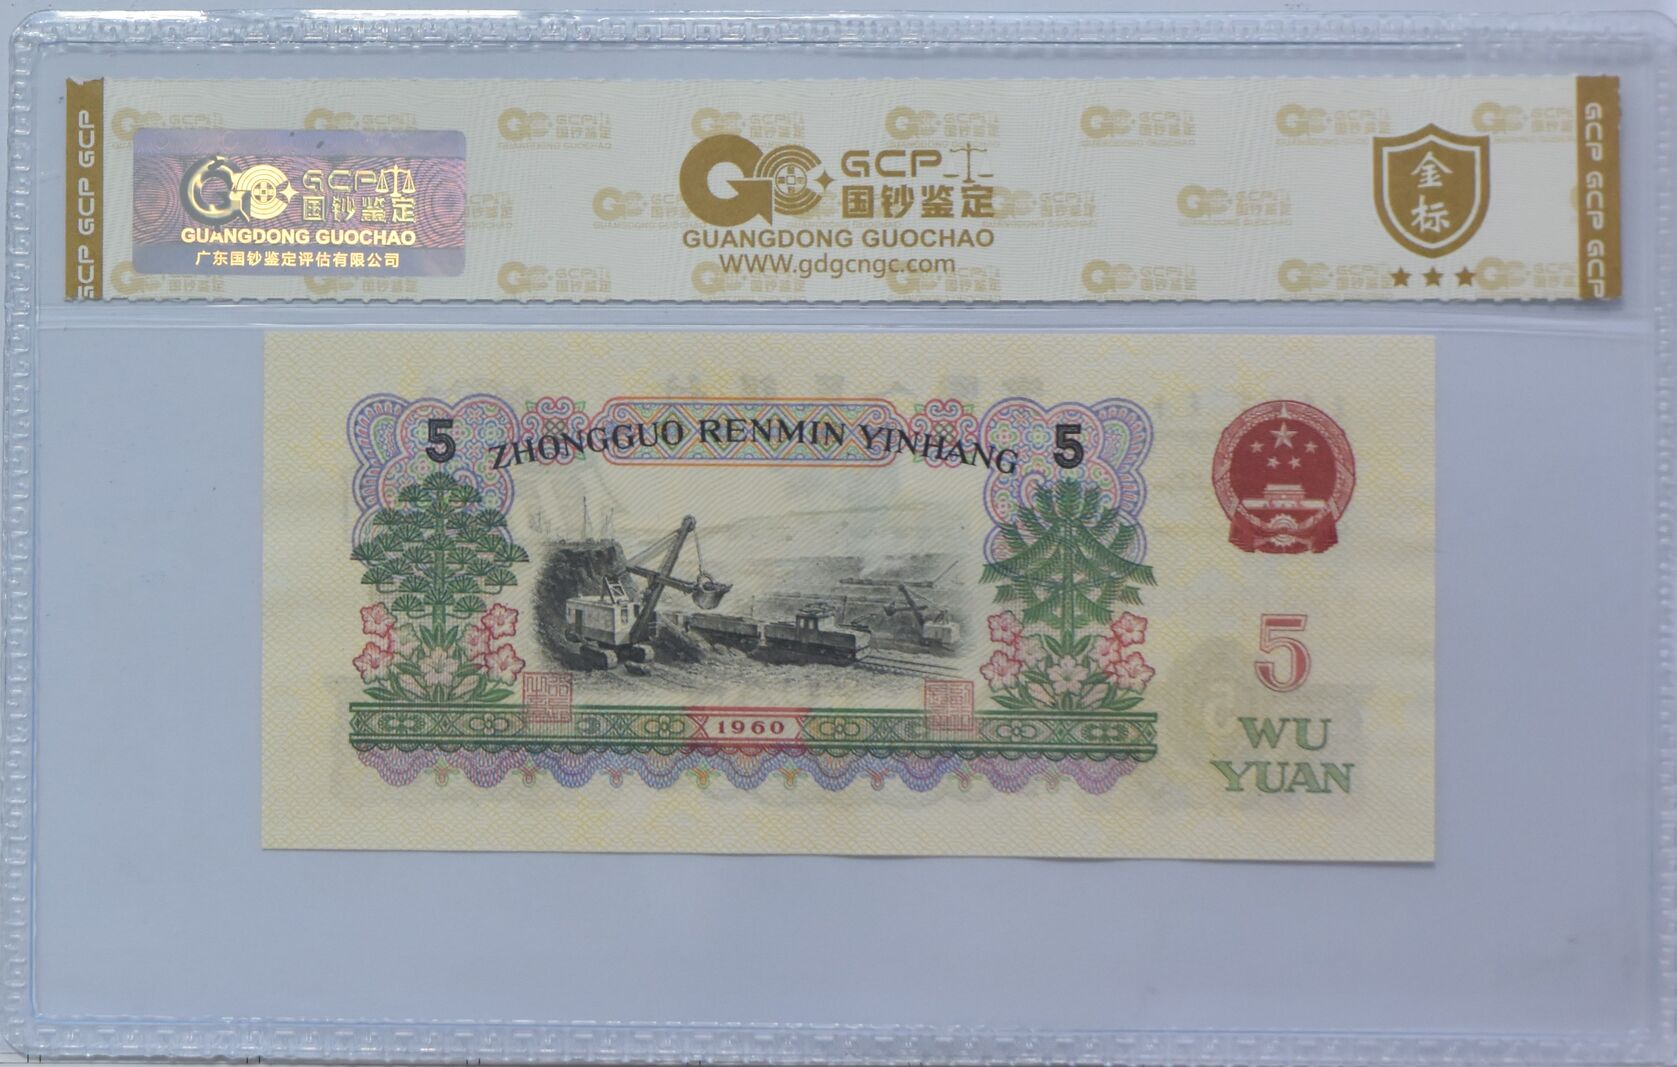 GCP GCP GCP
GCP
国钞鉴定
GUANGDONG GUOCHAO
广东国钞鉴定评估有限公司
GCP
国钞鉴定
GUANGDONG GUOCHAO
WWW.gdgcngc.com
金标
GCP GCP GCP GCP
5 ZHONGGUO RENMIN YINHANG 5
1960
5
WU
YUAN